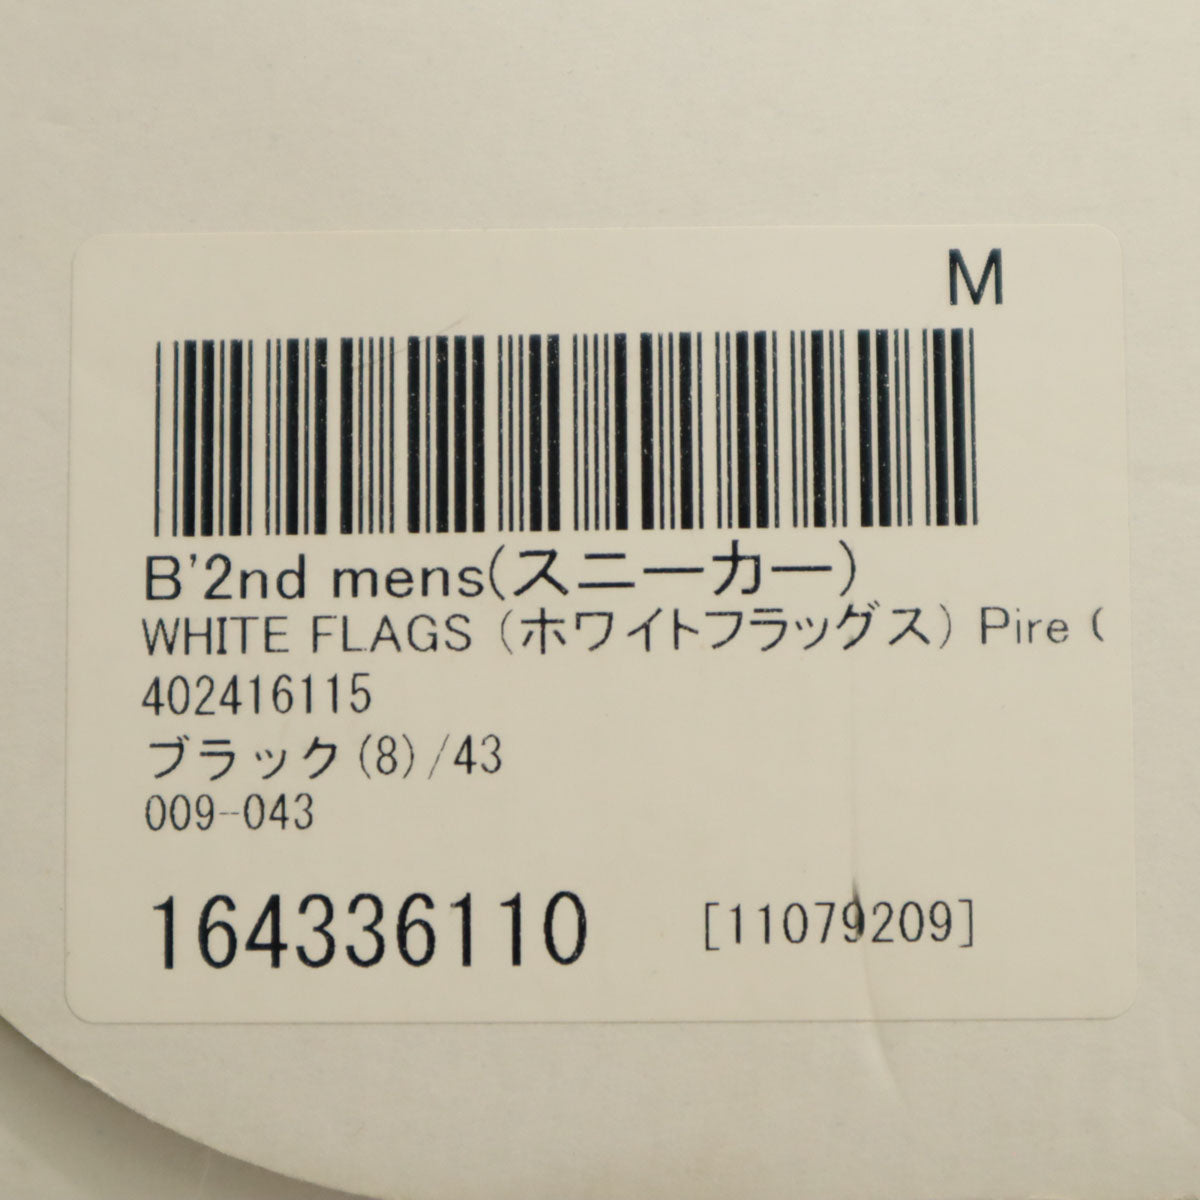 M
B'2nd mens(スニーカー)
WHITE FLAGS (ホワイトフラッグス) Pire (
402416115
ブラック(8)/43
009--043
164336110 [11079209]